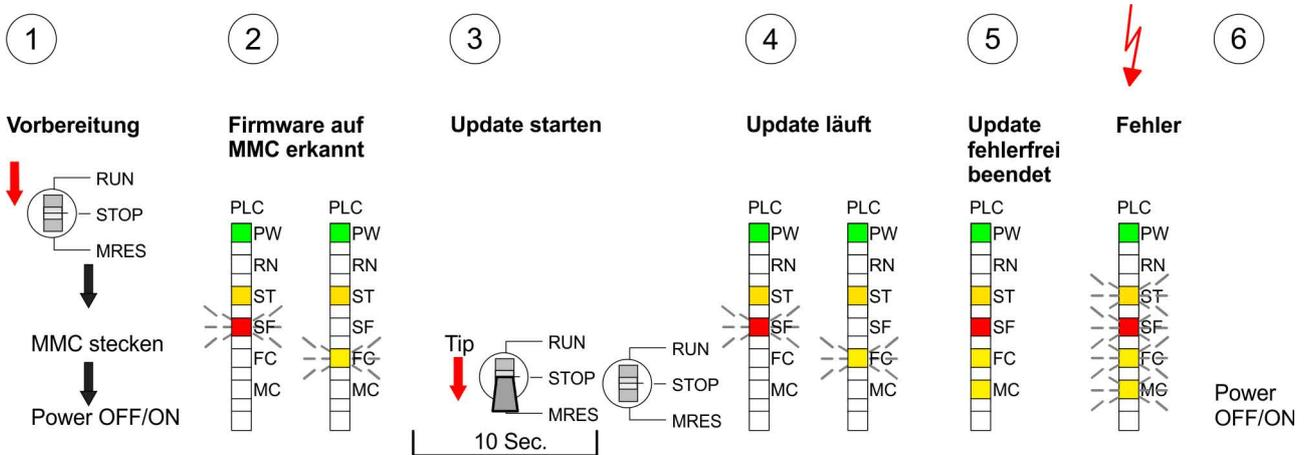 1
2
3
4
5
6
Vorbereitung
RUN
STOP
MRES
MMC stecken
Power OFF/ON
Firmware auf
MMC erkannt
PLC
PW
RN
ST
SF
FC
MC
PLC
PW
RN
ST
SF
FC
Update starten
Tip
RUN
STOP
MRES
10 Sec.
RUN
STOP
MRES
Update läuft
PLC
PW
RN
ST
SF
FC
MC
PLC
PW
RN
ST
SF
FC
MC
Update
fehlerfrei
beendet
PLC
PW
RN
ST
SF
FC
MC
Fehler
PLC
PW
RN
ST
SF
FC
MC
Power
OFF/ON